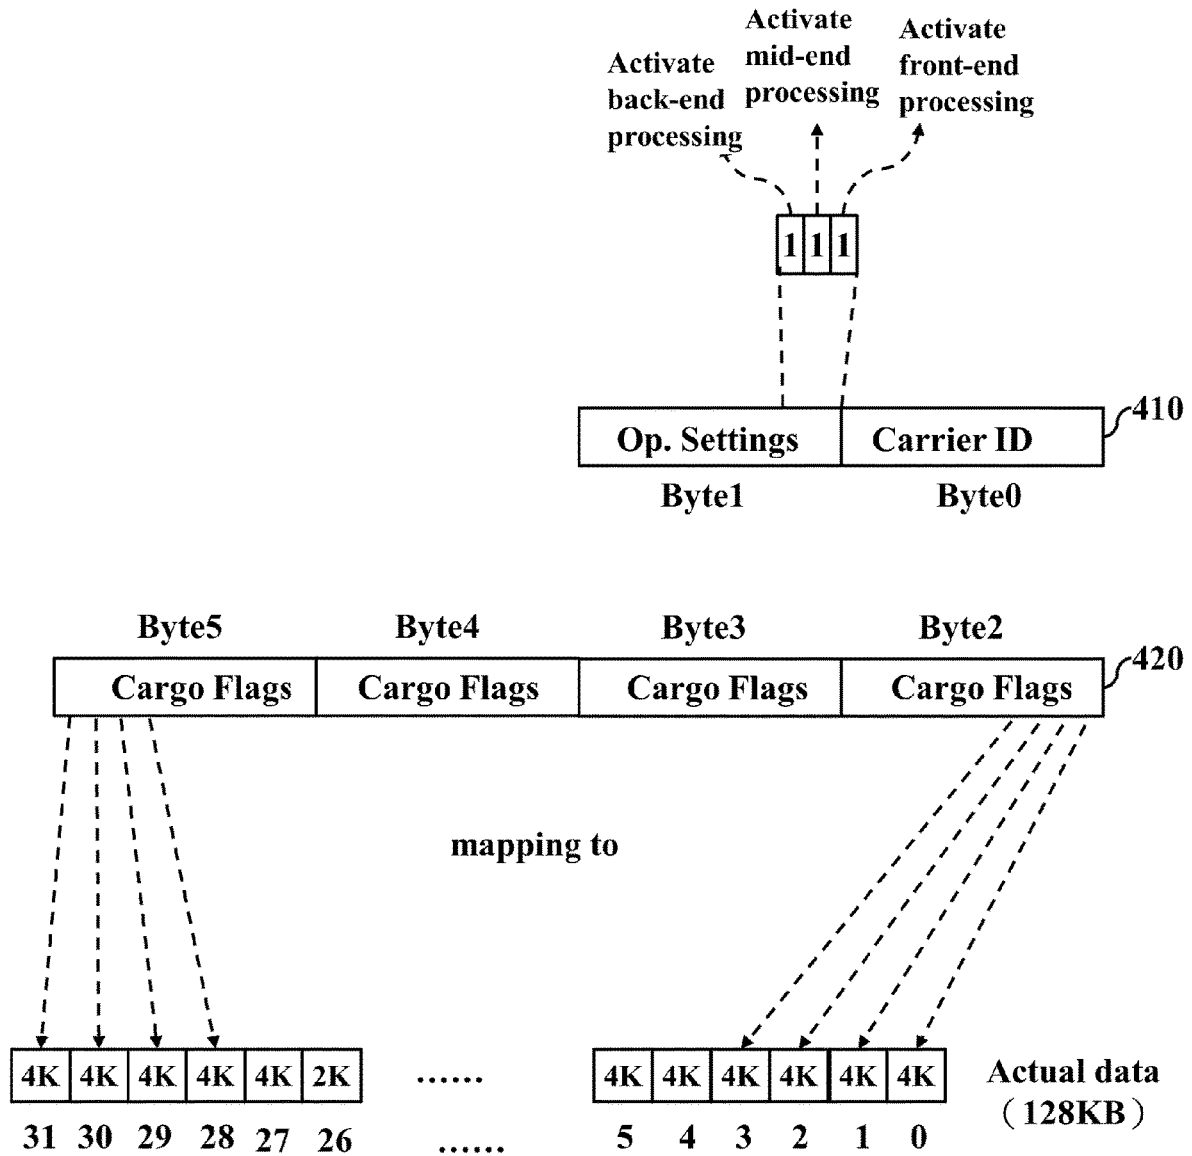 Activate
back-end
processing
Activate
mid-end
processing
Activate
front-end
processing
1 1 1
Op. Settings Carrier ID 410
Byte1 Byte0
Byte5 Byte4 Byte3 Byte2
Cargo Flags Cargo Flags Cargo Flags Cargo Flags 420
mapping to
4K 4K 4K 4K 4K 2K ...... 4K 4K 4K 4K 4K 4K
31 30 29 28 27 26 ...... 5 4 3 2 1 0
Actual data
（128KB）